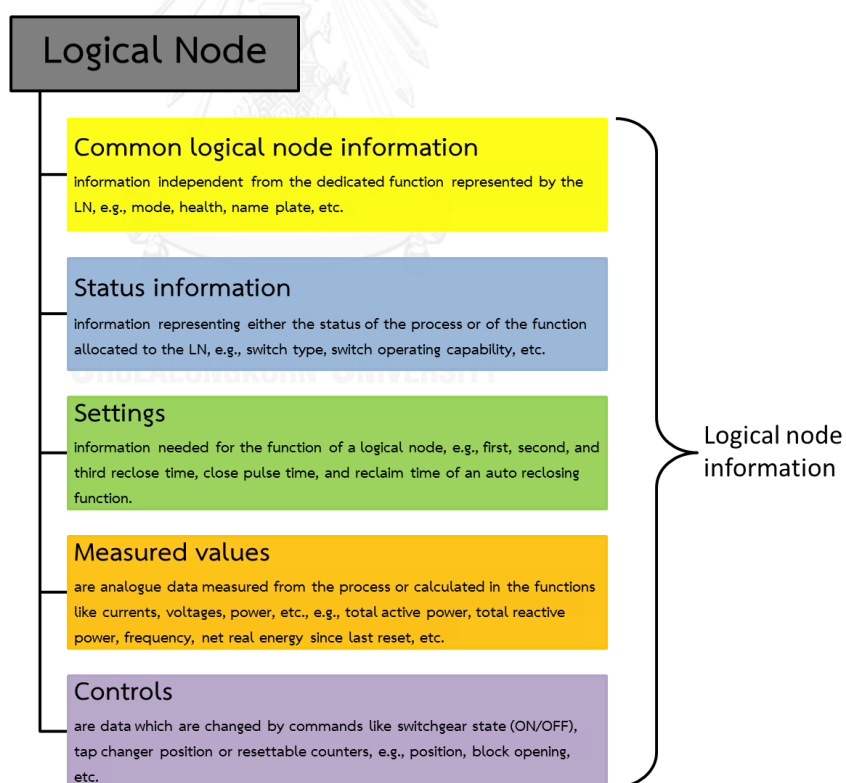 Logical Node
Common logical node information
information independent from the dedicated function represented by the
LN, e.g., mode, health, name plate, etc.
Status information
information representing either the status of the process or of the function
allocated to the LN, e.g., switch type, switch operating capability, etc.
CHULALONGKORN UNIVERSITY
Settings
information needed for the function of a logical node, e.g., first, second, and
third reclose time, close pulse time, and reclaim time of an auto reclosing
function.
Logical node
information
Measured values
are analogue data measured from the process or calculated in the functions
like currents, voltages, power, etc., e.g., total active power, total reactive
power, frequency, net real energy since last reset, etc.
Controls
are data which are changed by commands like switchgear state (ON/OFF),
tap changer position or resettable counters, e.g., position, block opening,
etc.